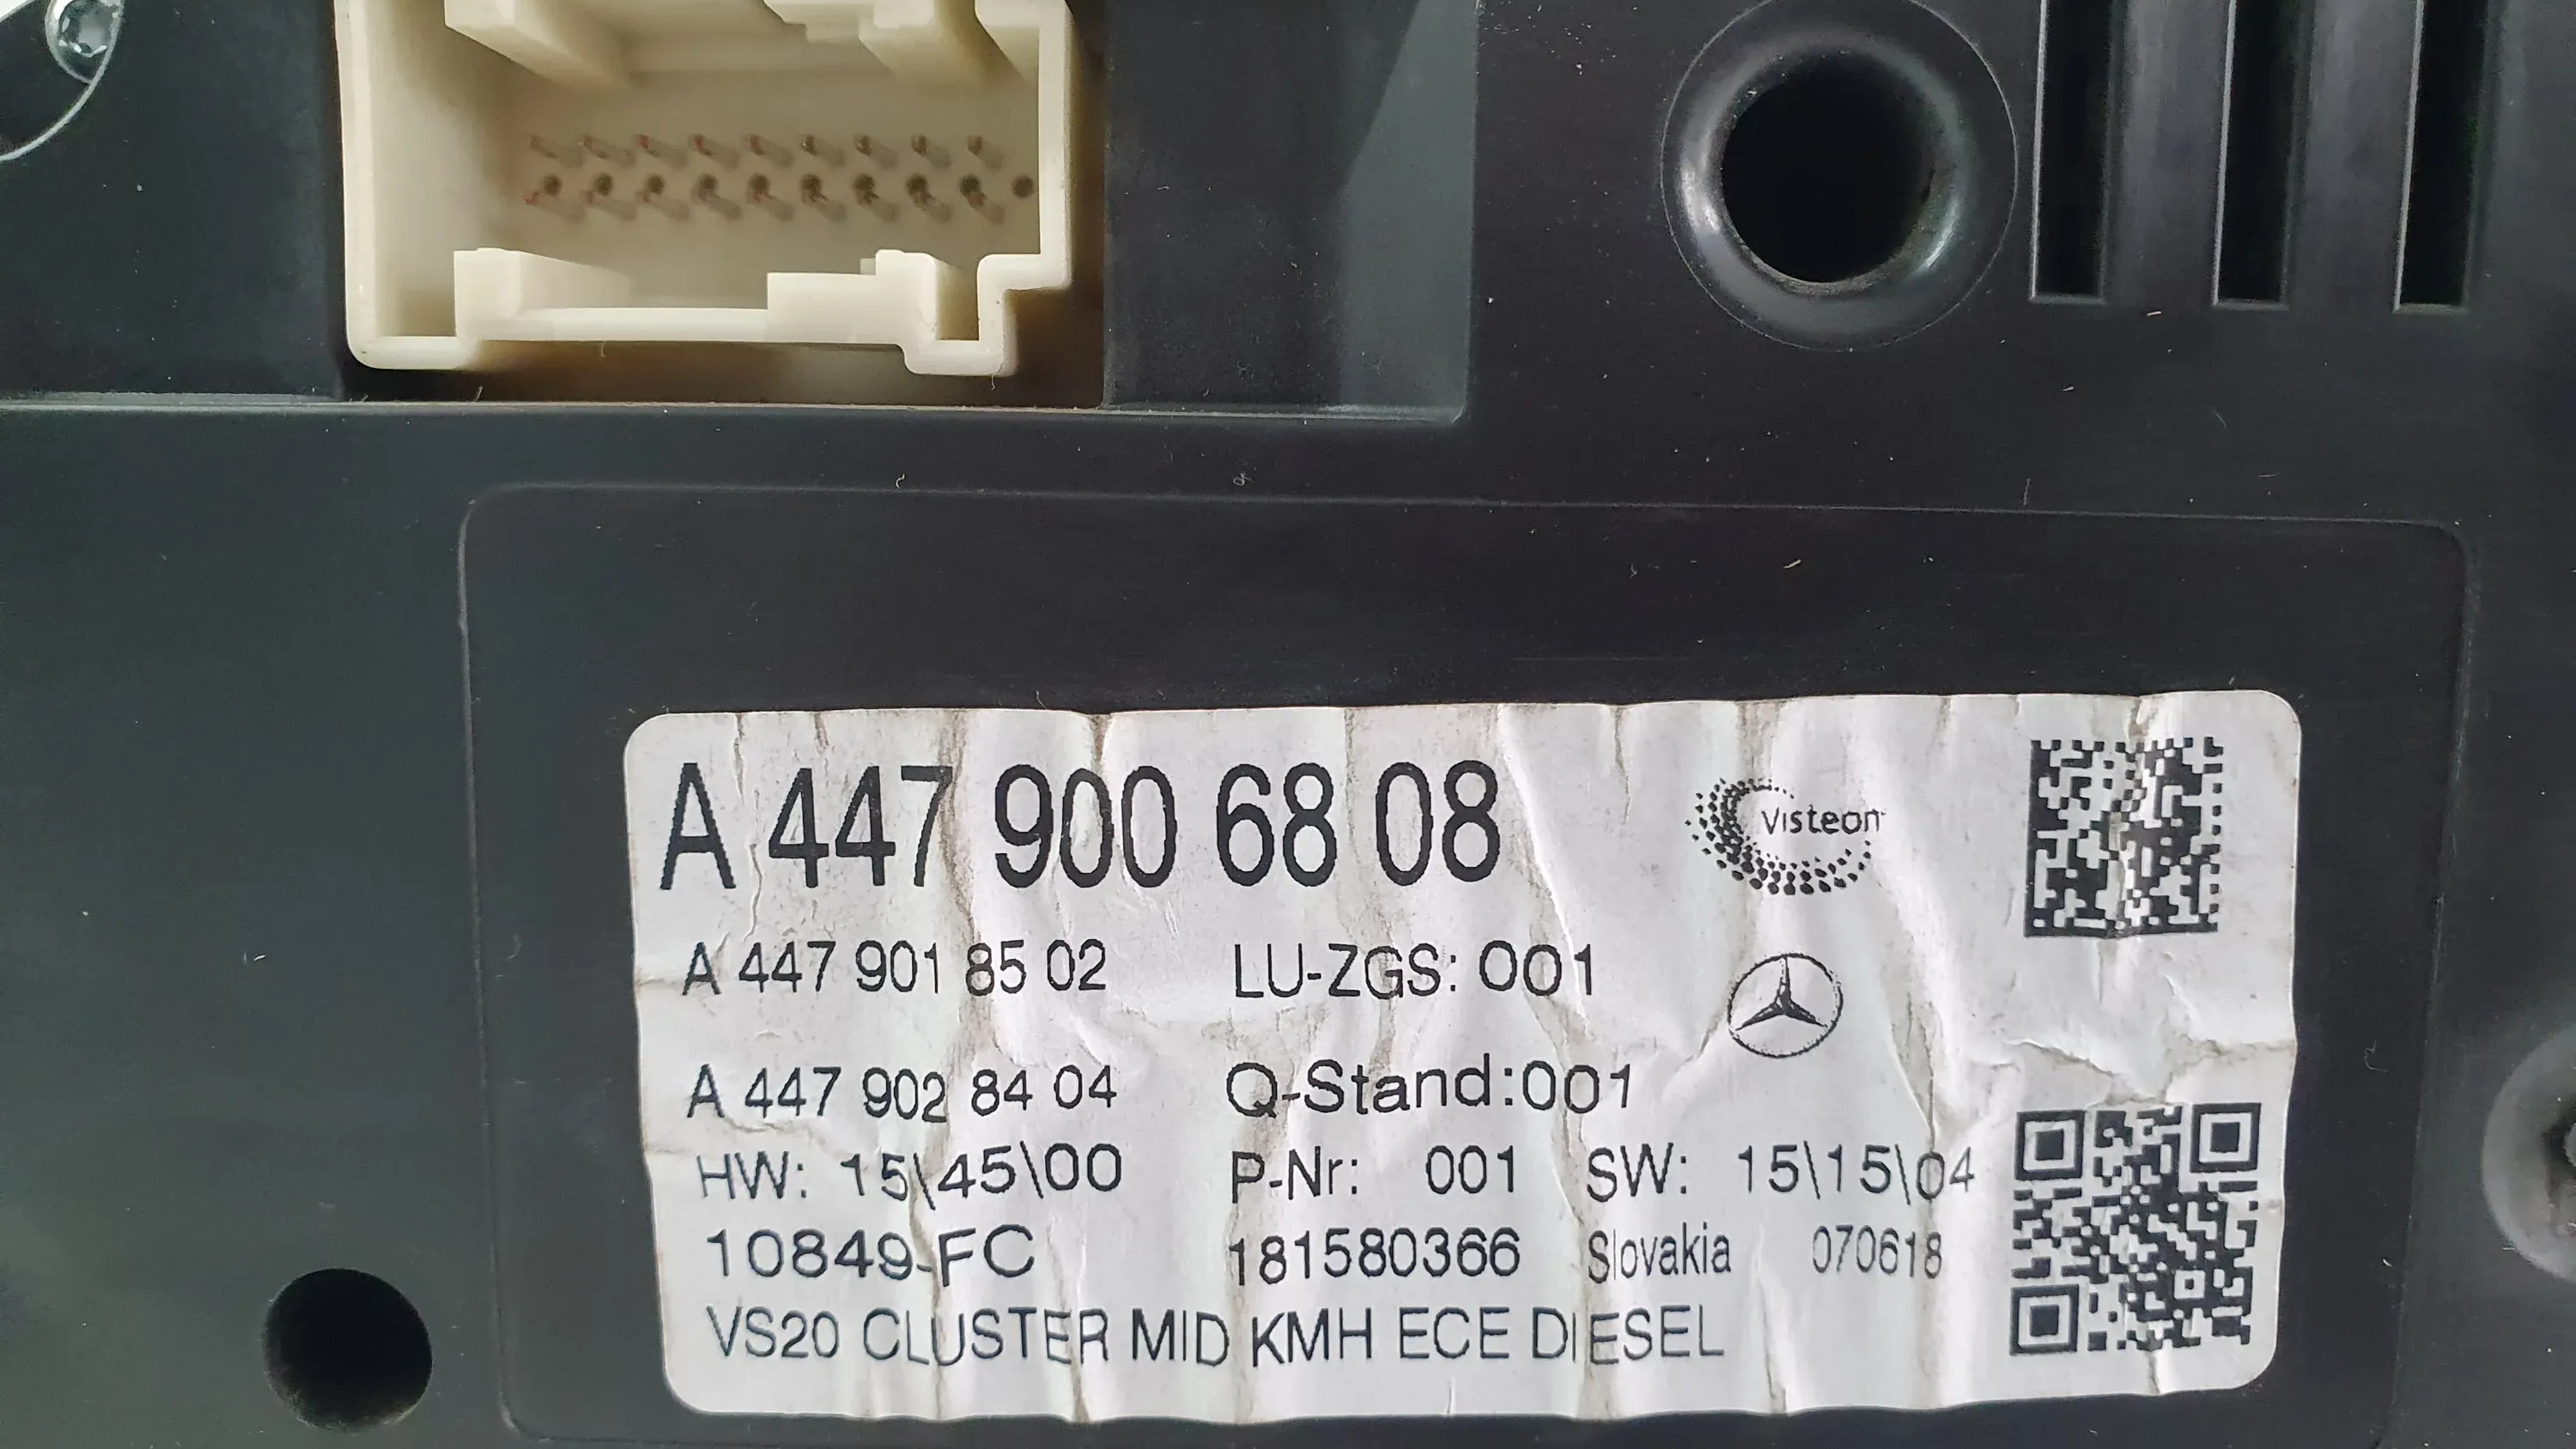 A 447 900 68 08
visteon
A 447 901 85 02 LU-ZGS: 001
A 447 902 84 04 Q-Stand:001
HW: 15\45\00 P-Nr: 001 SW: 15\15\04
10849-FC 181580366 Slovakia 070618
VS20 CLUSTER MID KMH ECE DIESEL